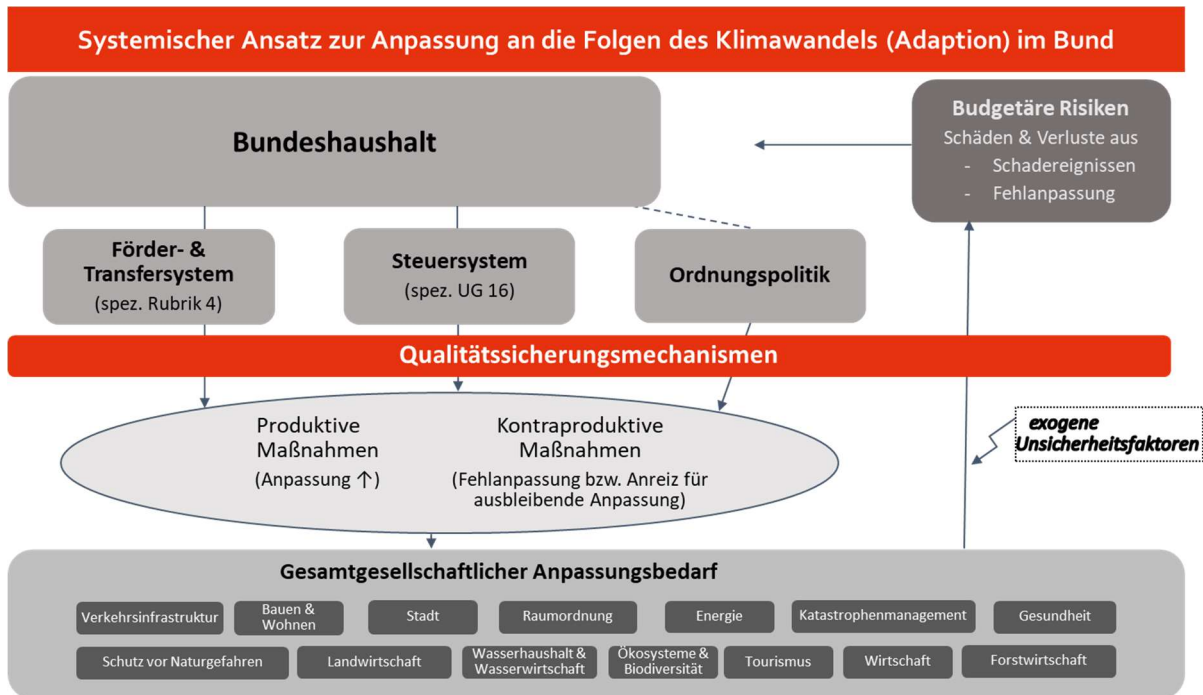 Systemischer Ansatz zur Anpassung an die Folgen des Klimawandels (Adaption) im Bund
Bundeshaushalt
Budgetäre Risiken
Schäden & Verluste aus
- Schadereignissen
- Fehlanpassung
Förder- &
Transfersystem
(spez. Rubrik 4)
Steuersystem
(spez. UG 16)
Ordnungspolitik
Qualitätssicherungsmechanismen
Produktive
Maßnahmen
(Anpassung ↑)
Kontraproduktive
Maßnahmen
(Fehlanpassung bzw. Anreiz für
ausbleibende Anpassung)
exogene
Unsicherheitsfaktoren
Gesamtgesellschaftlicher Anpassungsbedarf
Verkehrsinfrastruktur
Bauen &
Wohnen
Stadt
Raumordnung
Energie
Katastrophenmanagement
Gesundheit
Schutz vor Naturgefahren
Landwirtschaft
Wasserhaushalt &
Wasserwirtschaft
Ökosysteme &
Biodiversität
Tourismus
Wirtschaft
Forstwirtschaft